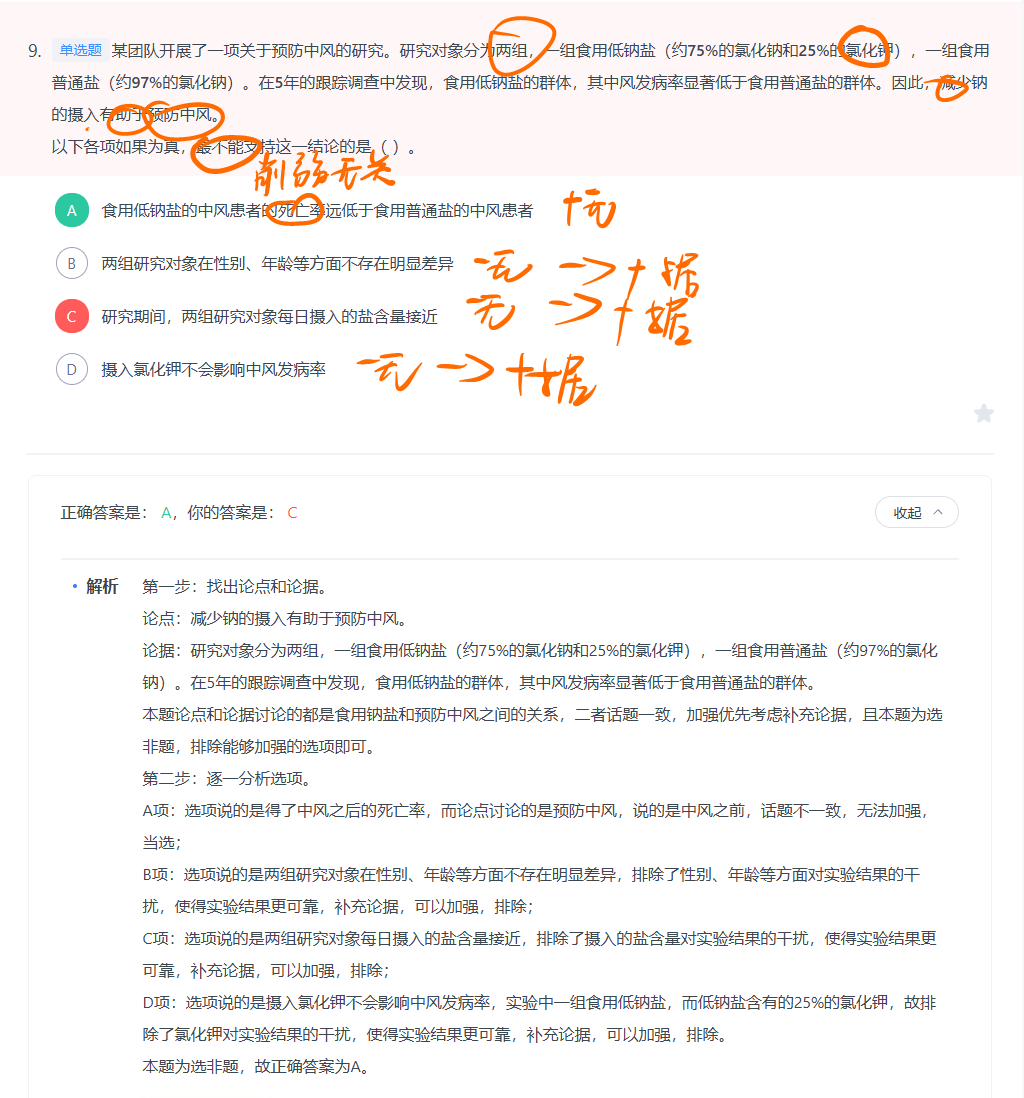 9. 单选题 某团队开展了一项关于预防中风的研究。研究对象分为两组，一组食用低钠盐（约75%的氯化钠和25%的氯化钾），一组食用
普通盐（约97%的氯化钠）。在5年的跟踪调查中发现，食用低钠盐的群体，其中风发病率显著低于食用普通盐的群体。因此，减少钠
的摄入有助于预防中风。
以下各项如果为真，最不能支持这一结论的是（ ）。
削弱无关
A 食用低钠盐的中风患者的死亡率远低于食用普通盐的中风患者 +无
B 两组研究对象在性别、年龄等方面不存在明显差异 无 → + 据
C 研究期间，两组研究对象每日摄入的盐含量接近 无 → + 据
D 摄入氯化钾不会影响中风发病率 无 → + 据
正确答案是： A，你的答案是： C
收起
· 解析 第一步：找出论点和论据。
论点：减少钠的摄入有助于预防中风。
论据：研究对象分为两组，一组食用低钠盐（约75%的氯化钠和25%的氯化钾），一组食用普通盐（约97%的氯化
钠）。在5年的跟踪调查中发现，食用低钠盐的群体，其中风发病率显著低于食用普通盐的群体。
本题论点和论据讨论的都是食用钠盐和预防中风之间的关系，二者话题一致，加强优先考虑补充论据，且本题为选
非题，排除能够加强的选项即可。
第二步：逐一分析选项。
A项：选项说的是得了中风之后的死亡率，而论点讨论的是预防中风，说的是中风之前，话题不一致，无法加强，
当选；
B项：选项说的是两组研究对象在性别、年龄等方面不存在明显差异，排除了性别、年龄等方面对实验结果的干
扰，使得实验结果更可靠，补充论据，可以加强，排除；
C项：选项说的是两组研究对象每日摄入的盐含量接近，排除了摄入的盐含量对实验结果的干扰，使得实验结果更
可靠，补充论据，可以加强，排除；
D项：选项说的是摄入氯化钾不会影响中风发病率，实验中一组食用低钠盐，而低钠盐含有的25%的氯化钾，故排
除了氯化钾对实验结果的干扰，使得实验结果更可靠，补充论据，可以加强，排除。
本题为选非题，故正确答案为A。